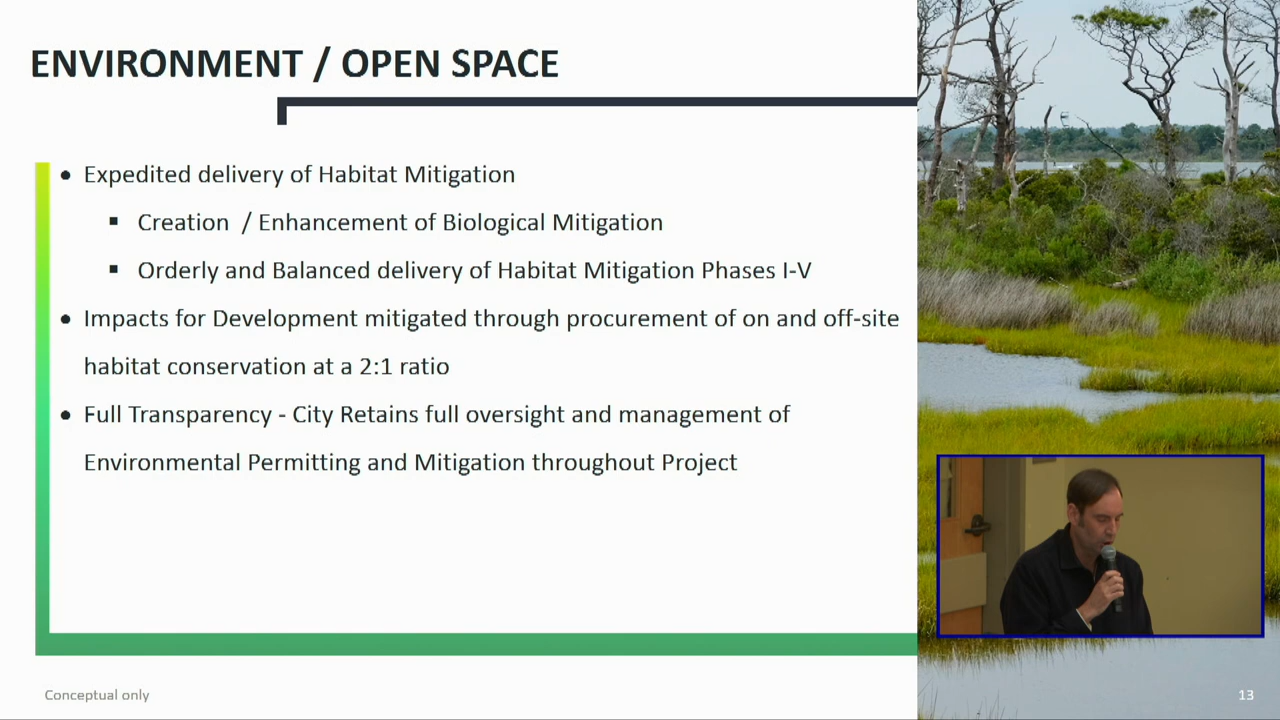 ENVIRONMENT / OPEN SPACE
● Expedited delivery of Habitat Mitigation
▪ Creation / Enhancement of Biological Mitigation
▪ Orderly and Balanced delivery of Habitat Mitigation Phases I-V
● Impacts for Development mitigated through procurement of on and off-site
habitat conservation at a 2:1 ratio
● Full Transparency - City Retains full oversight and management of
Environmental Permitting and Mitigation throughout Project
Conceptual only
13